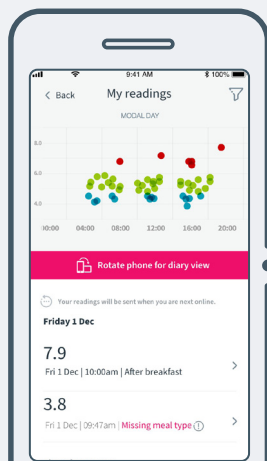 9:41 AM
100%
Back
My readings
MODAL DAY
8.0
6.0
4.0
00:00 04:00 08:00 12:00 16:00 20:00
Rotate phone for diary view
Your readings will be sent when you are next online.
Friday 1 Dec
7.9
Fri 1 Dec | 10:00am | After breakfast
3.8
Fri 1 Dec | 09:47am | Missing meal type